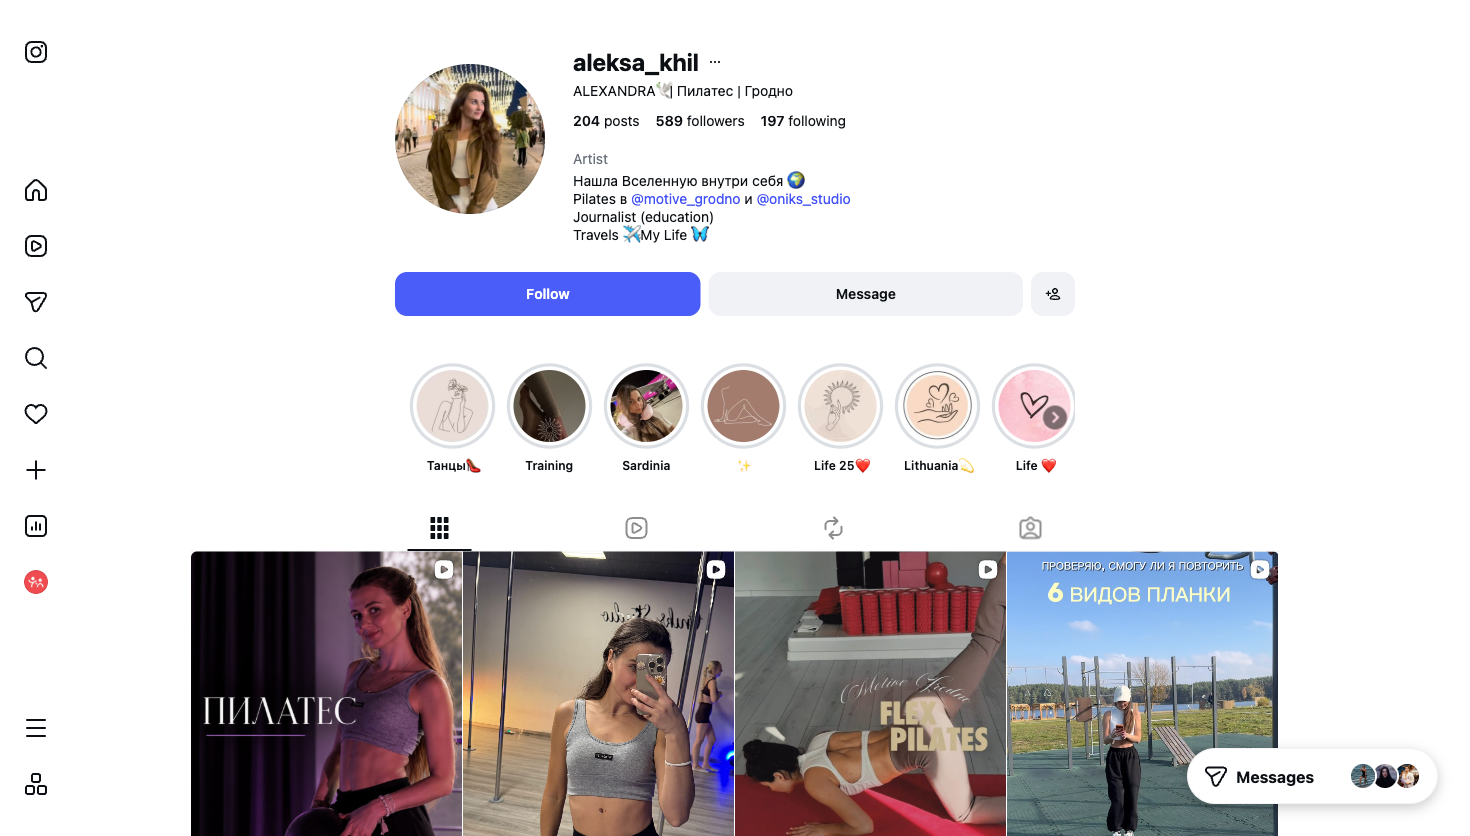 aleksa_khil ...
ALEXANDRA🕊| Пилатес | Гродно
204 posts 589 followers 197 following
Artist
Нашла Вселенную внутри себя 🌍
Pilates в @motive_grodno и @oniks_studio
Journalist (education)
Travels ✈️My Life 🦋
Follow Message
Танцы👠 Training Sardinia ✨ Life 25❤️ Lithuania💫 Life ❤️
ПИЛАТЕС
Motive Grodno
FLEX
PILATES
ПРОВЕРЯЮ, СМОГУ ЛИ Я ПОВТОРИТЬ
6 ВИДОВ ПЛАНКИ
Messages